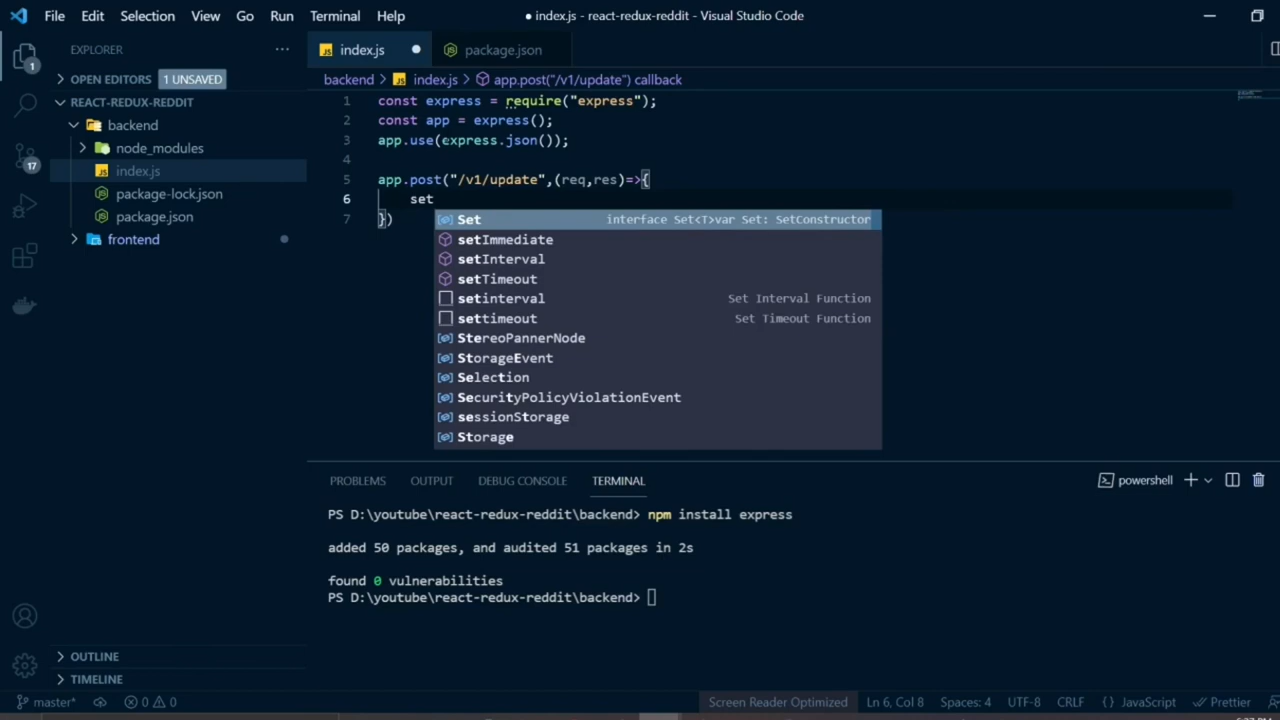 File Edit Selection View Go Run Terminal Help
● index.js - react-redux-reddit - Visual Studio Code
EXPLORER
OPEN EDITORS 1 UNSAVED
REACT-REDUX-REDDIT
backend
node_modules
JS index.js
package-lock.json
package.json
frontend
OUTLINE
TIMELINE
1
17
JS index.js ●
package.json
backend > JS index.js > app.post("/v1/update") callback
1 const express = require("express");
2 const app = express();
3 app.use(express.json());
4
5 app.post("/v1/update",(req,res)=>{
6 set
7 })
Set interface Set<T>var Set: SetConstructor
setImmediate
setInterval
setTimeout
setinterval Set Interval Function
settimeout Set Timeout Function
StereoPannerNode
StorageEvent
Selection
SecurityPolicyViolationEvent
sessionStorage
Storage
PROBLEMS OUTPUT DEBUG CONSOLE TERMINAL
powershell
PS D:\youtube\react-redux-reddit\backend> npm install express
added 50 packages, and audited 51 packages in 2s
found 0 vulnerabilities
PS D:\youtube\react-redux-reddit\backend>
master* 0 0 Screen Reader Optimized Ln 6, Col 8 Spaces: 4 UTF-8 CRLF {} JavaScript Prettier